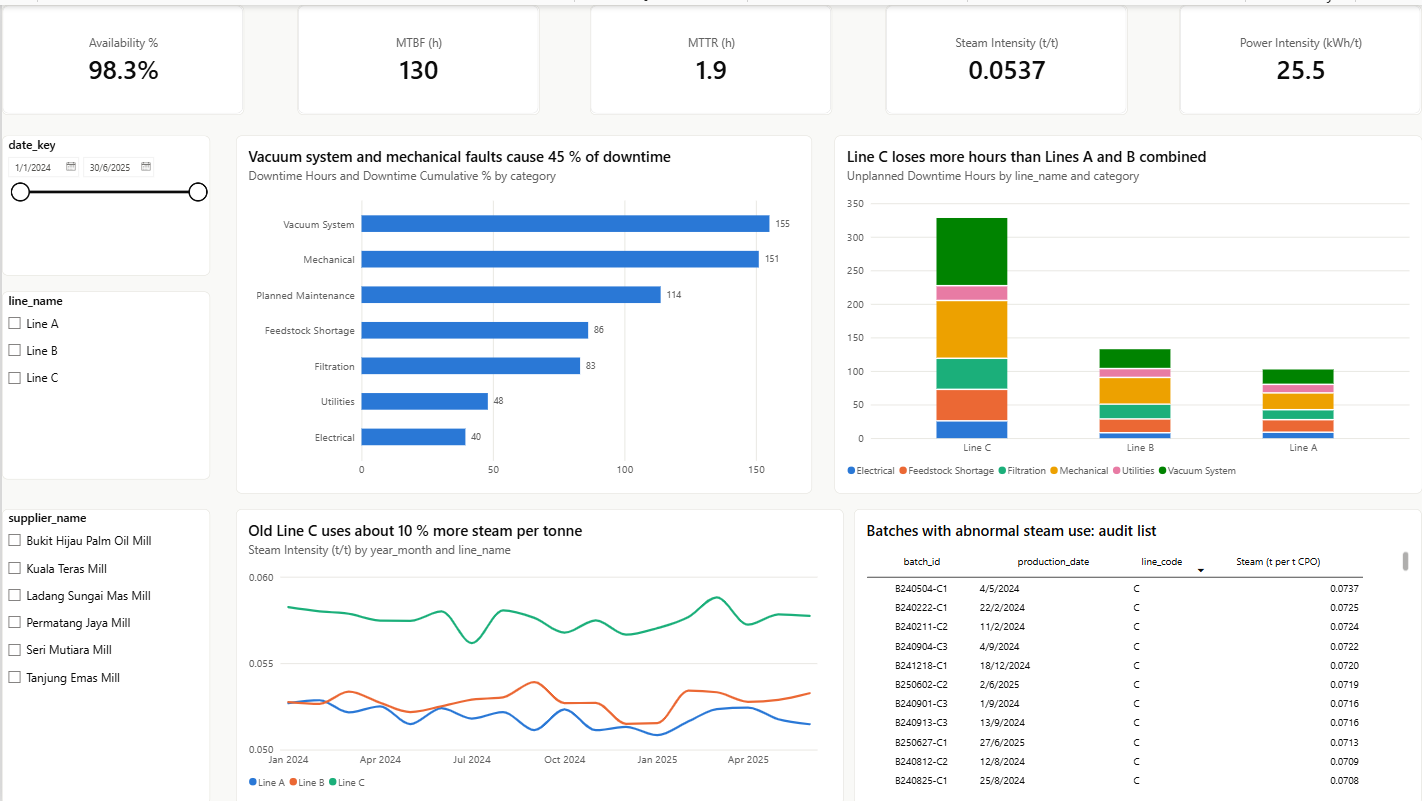 Availability %
98.3%
MTBF (h)
130
MTTR (h)
1.9
Steam Intensity (t/t)
0.0537
Power Intensity (kWh/t)
25.5
date_key
1/1/2024
30/6/2025
line_name
Line A
Line B
Line C
supplier_name
Bukit Hijau Palm Oil Mill
Kuala Teras Mill
Ladang Sungai Mas Mill
Permatang Jaya Mill
Seri Mutiara Mill
Tanjung Emas Mill
Vacuum system and mechanical faults cause 45 % of downtime
Downtime Hours and Downtime Cumulative % by category
Vacuum System 155
Mechanical 151
Planned Maintenance 114
Feedstock Shortage 86
Filtration 83
Utilities 48
Electrical 40
0 50 100 150
Line C loses more hours than Lines A and B combined
Unplanned Downtime Hours by line_name and category
350
300
250
200
150
100
50
0
Line C Line B Line A
Electrical Feedstock Shortage Filtration Mechanical Utilities Vacuum System
Old Line C uses about 10 % more steam per tonne
Steam Intensity (t/t) by year_month and line_name
0.060
0.055
0.050
Jan 2024 Apr 2024 Jul 2024 Oct 2024 Jan 2025 Apr 2025
Line A Line B Line C
Batches with abnormal steam use: audit list
batch_id production_date line_code Steam (t per t CPO)
B240504-C1 4/5/2024 C 0.0737
B240222-C1 22/2/2024 C 0.0725
B240211-C2 11/2/2024 C 0.0724
B240904-C3 4/9/2024 C 0.0722
B241218-C1 18/12/2024 C 0.0720
B250602-C2 2/6/2025 C 0.0719
B240901-C3 1/9/2024 C 0.0716
B240913-C3 13/9/2024 C 0.0716
B250627-C1 27/6/2025 C 0.0713
B240812-C2 12/8/2024 C 0.0709
B240825-C1 25/8/2024 C 0.0708